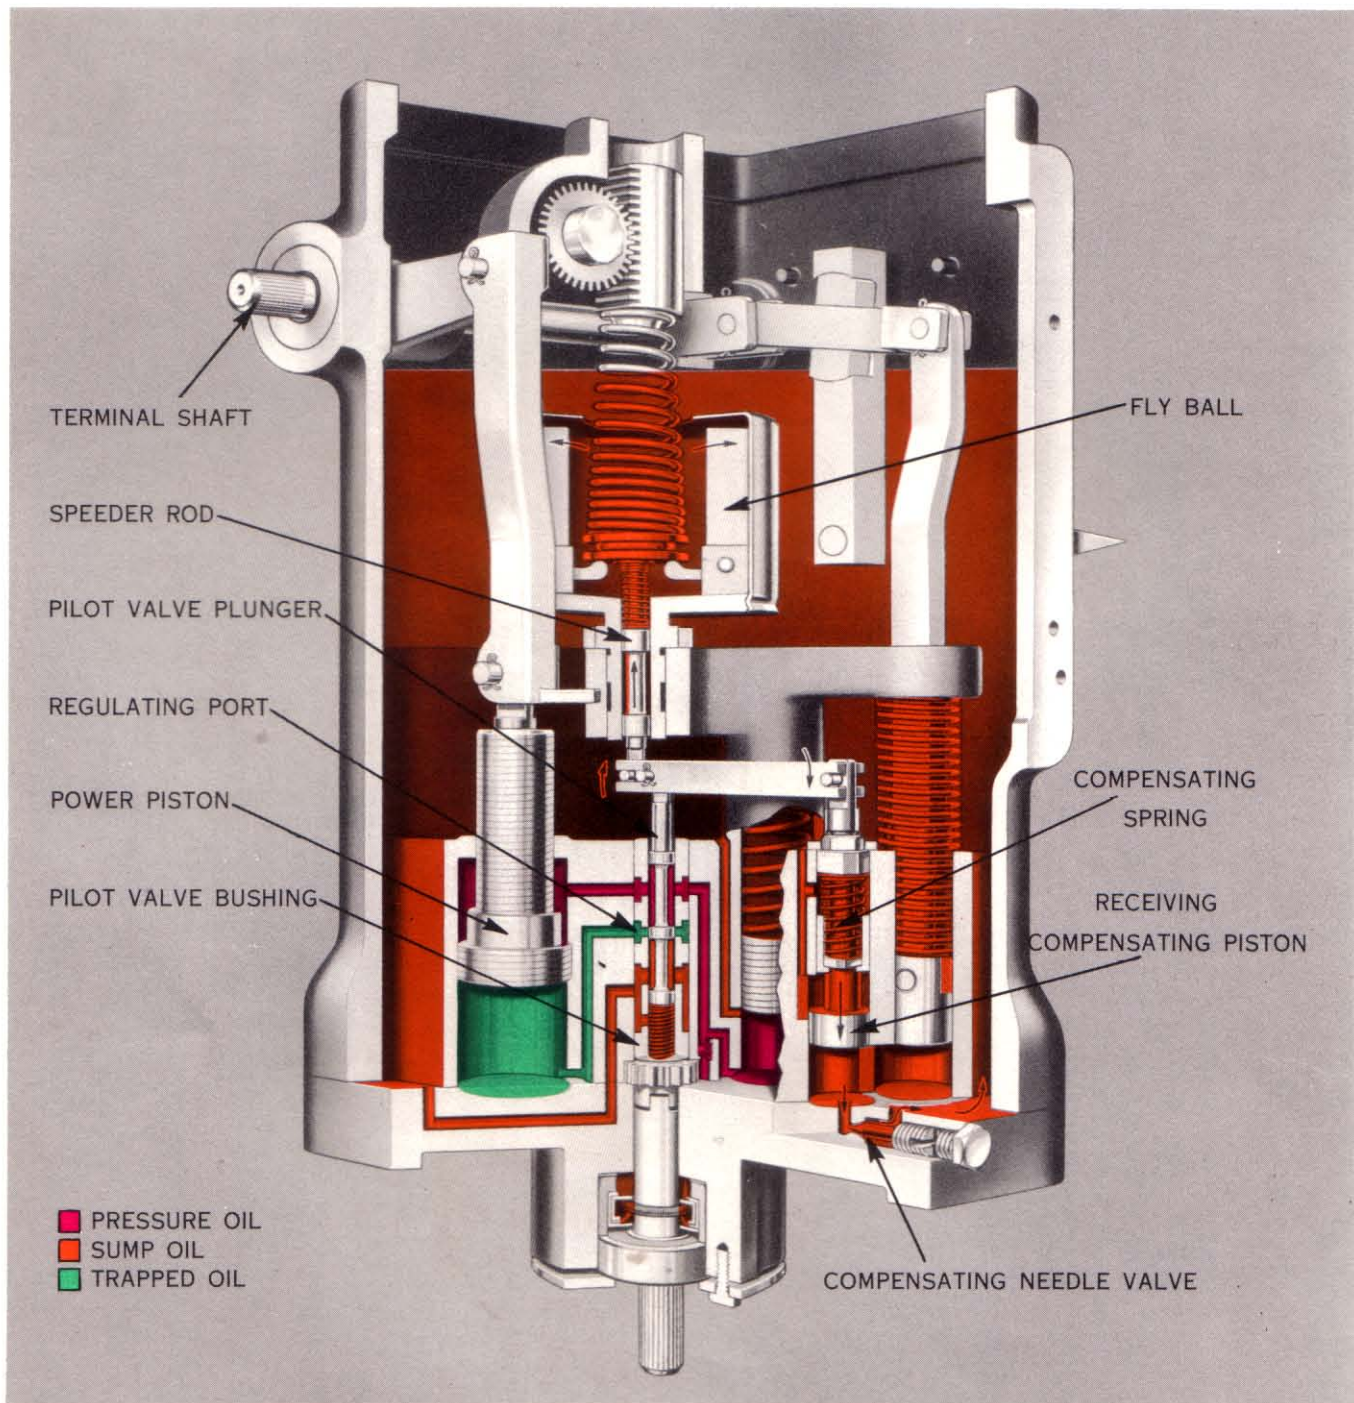 TERMINAL SHAFT
FLY BALL
SPEEDER ROD
PILOT VALVE PLUNGER
REGULATING PORT
POWER PISTON
PILOT VALVE BUSHING
COMPENSATING
SPRING
RECEIVING
COMPENSATING PISTON
PRESSURE OIL
SUMP OIL
TRAPPED OIL
COMPENSATING NEEDLE VALVE